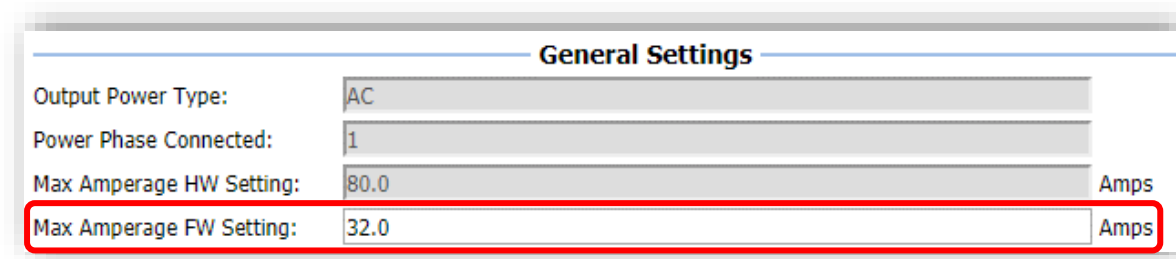 General Settings
Output Power Type: AC
Power Phase Connected: 1
Max Amperage HW Setting: 80.0 Amps
Max Amperage FW Setting: 32.0 Amps